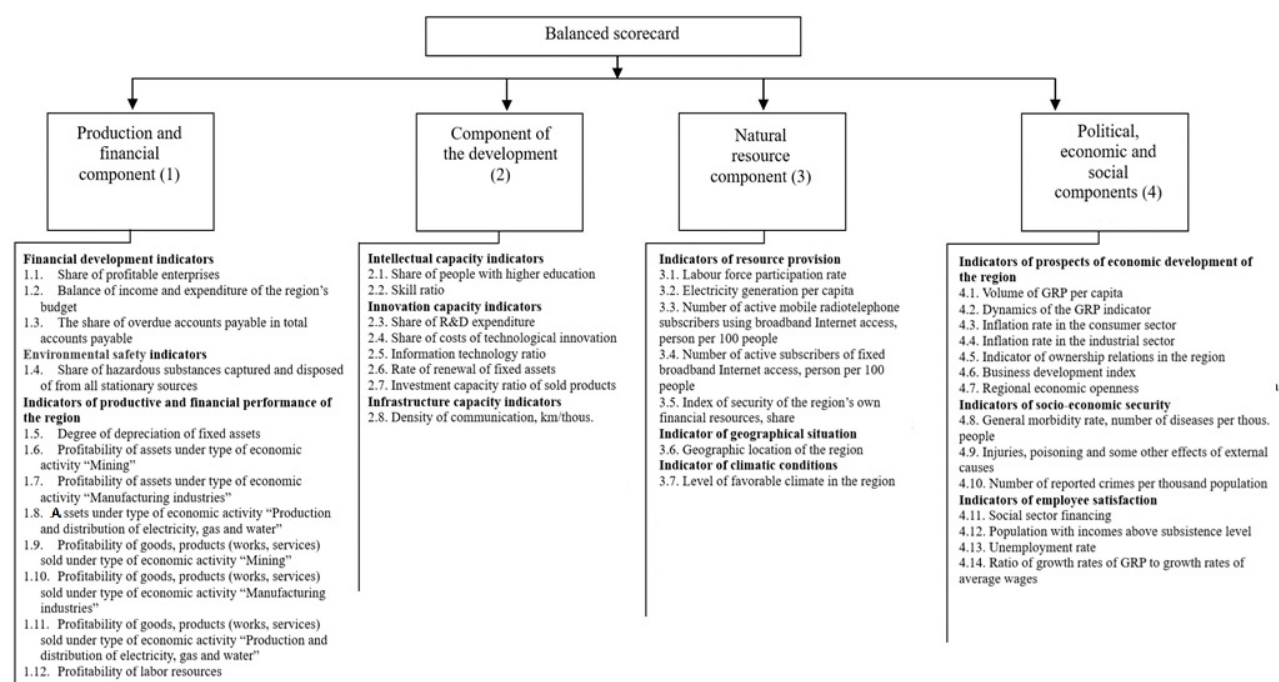 Balanced scorecard
Production and
financial
component (1)
Component of
the development
(2)
Natural
resource
component (3)
Political,
economic and
social
components (4)
Financial development indicators
1.1. Share of profitable enterprises
1.2. Balance of income and expenditure of the region's
budget
1.3. The share of overdue accounts payable in total
accounts payable
Environmental safety indicators
1.4. Share of hazardous substances captured and disposed
of from all stationary sources
Indicators of productive and financial performance of
the region
1.5. Degree of depreciation of fixed assets
1.6. Profitability of assets under type of economic
activity “Mining”
1.7. Profitability of assets under type of economic
activity “Manufacturing industries”
1.8. Assets under type of economic activity “Production
and distribution of electricity, gas and water”
1.9. Profitability of goods, products (works, services)
sold under type of economic activity “Mining”
1.10. Profitability of goods, products (works, services)
sold under type of economic activity “Manufacturing
industries”
1.11. Profitability of goods, products (works, services)
sold under type of economic activity “Production and
distribution of electricity, gas and water”
1.12. Profitability of labor resources
Intellectual capacity indicators
2.1. Share of people with higher education
2.2. Skill ratio
Innovation capacity indicators
2.3. Share of R&D expenditure
2.4. Share of costs of technological innovation
2.5. Information technology ratio
2.6. Rate of renewal of fixed assets
2.7. Investment capacity ratio of sold products
Infrastructure capacity indicators
2.8. Density of communication, km/thous.
Indicators of resource provision
3.1. Labour force participation rate
3.2. Electricity generation per capita
3.3. Number of active mobile radiotelephone
subscribers using broadband Internet access,
person per 100 people
3.4. Number of active subscribers of fixed
broadband Internet access, person per 100
people
3.5. Index of security of the region's own
financial resources, share
Indicator of geographical situation
3.6. Geographic location of the region
Indicator of climatic conditions
3.7. Level of favorable climate in the region
Indicators of prospects of economic development of
the region
4.1. Volume of GRP per capita
4.2. Dynamics of the GRP indicator
4.3. Inflation rate in the consumer sector
4.4. Inflation rate in the industrial sector
4.5. Indicator of ownership relations in the region
4.6. Business development index
4.7. Regional economic openness
Indicators of socio-economic security
4.8. General morbidity rate, number of diseases per thous.
people
4.9. Injuries, poisoning and some other effects of external
causes
4.10. Number of reported crimes per thousand population
Indicators of employee satisfaction
4.11. Social sector financing
4.12. Population with incomes above subsistence level
4.13. Unemployment rate
4.14. Ratio of growth rates of GRP to growth rates of
average wages